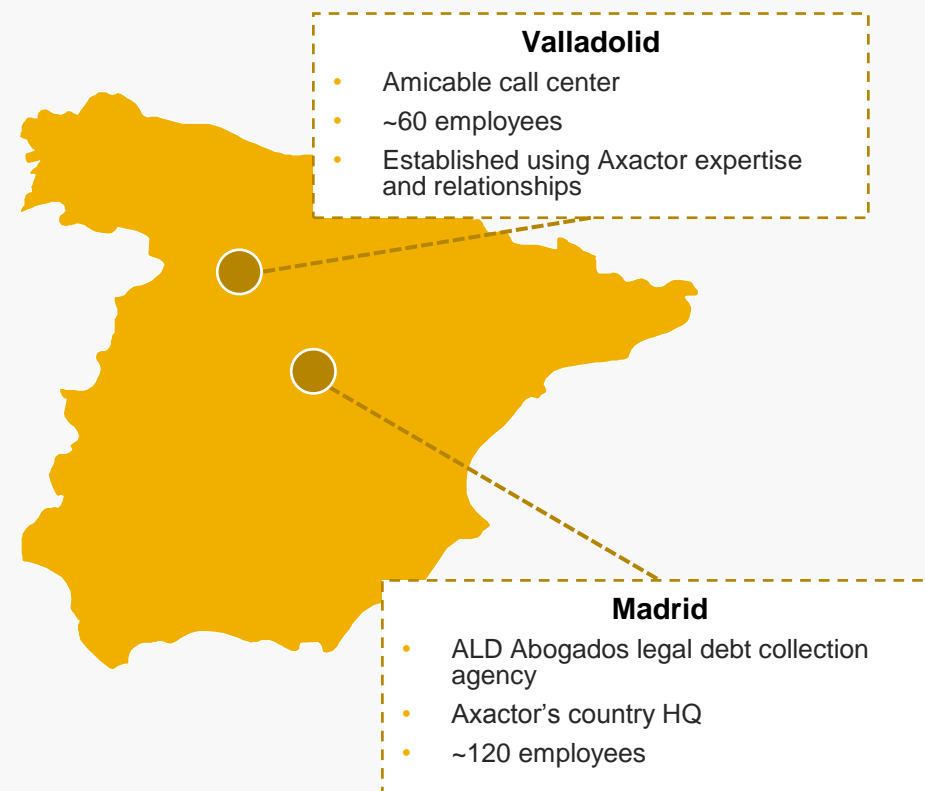 Valladolid
• Amicable call center
• ~60 employees
• Established using Axactor expertise
and relationships
Madrid
• ALD Abogados legal debt collection
agency
• Axactor’s country HQ
• ~120 employees